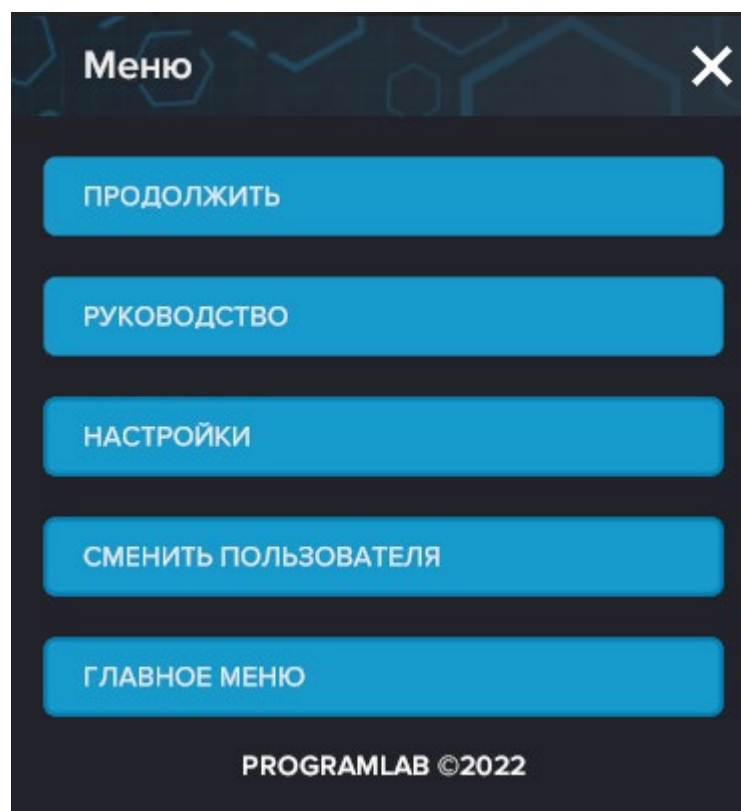 Меню
ПРОДОЛЖИТЬ
РУКОВОДСТВО
НАСТРОЙКИ
СМЕНИТЬ ПОЛЬЗОВАТЕЛЯ
ГЛАВНОЕ МЕНЮ
PROGRAMLAB ©2022